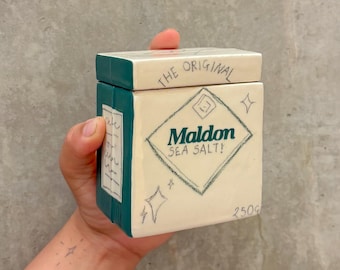 THE ORIGINAL
Maldon
SEA SALT!
250g